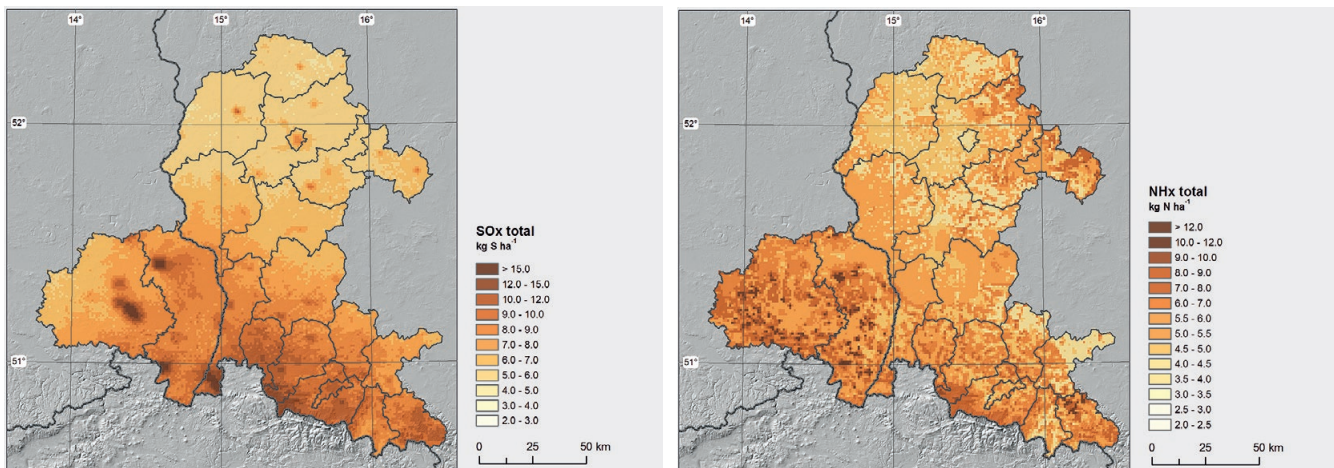 14°
15°
16°
52°
51°
SOx total
kg S ha⁻¹
> 15.0
12.0 - 15.0
10.0 - 12.0
9.0 - 10.0
8.0 - 9.0
7.0 - 8.0
6.0 - 7.0
5.0 - 6.0
4.0 - 5.0
3.0 - 4.0
2.0 - 3.0
0 25 50 km
14°
15°
16°
14°
15°
16°
52°
51°
NHx total
kg N ha⁻¹
> 12.0
10.0 - 12.0
9.0 - 10.0
8.0 - 9.0
7.0 - 8.0
6.0 - 7.0
5.5 - 6.0
5.0 - 5.5
4.5 - 5.0
4.0 - 4.5
3.5 - 4.0
3.0 - 3.5
2.5 - 3.0
2.0 - 2.5
0 25 50 km
14°
15°
16°